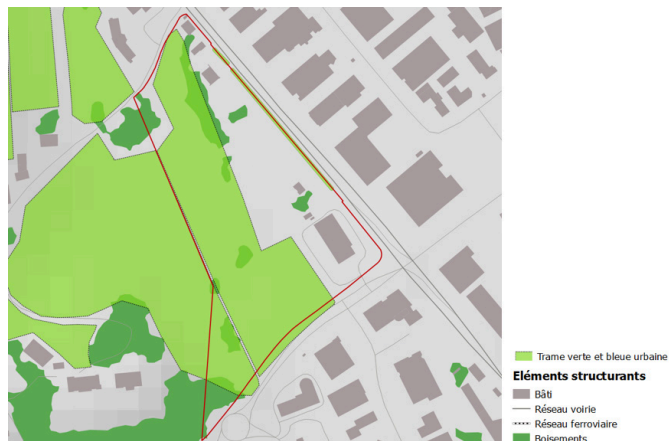 Trame verte et bleue urbaine
Eléments structurants
Bâti
Réseau voirie
Réseau ferroviaire
Boisements